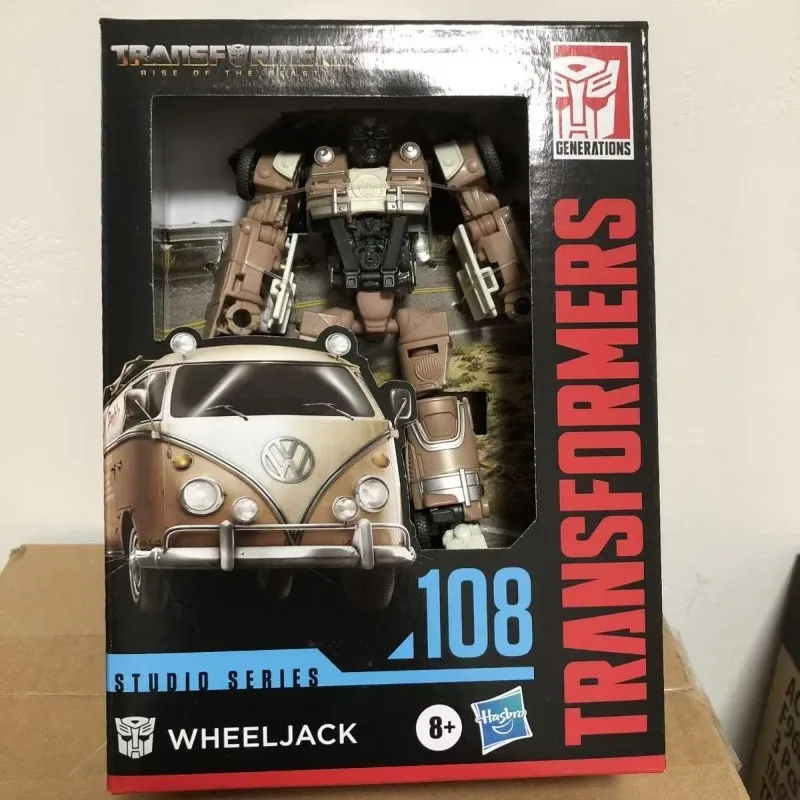 TRANSFORMERS
RISE OF THE BEASTS
GENERATIONS
TRANSFORMERS
108
STUDIO SERIES
WHEELJACK
8+
Hasbro